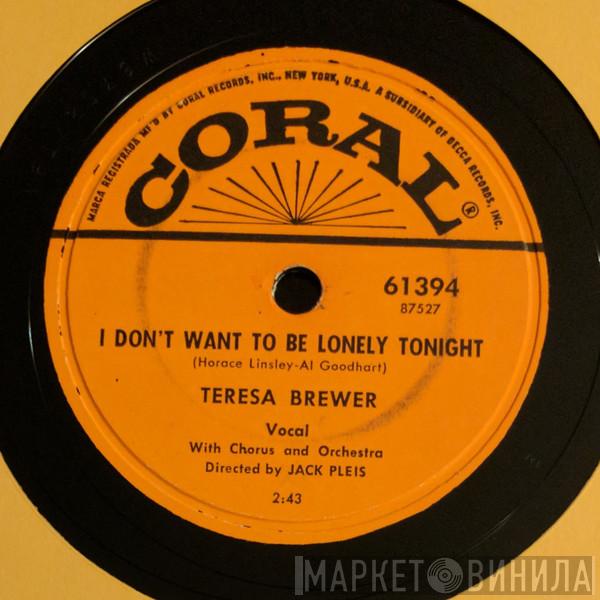 MARCA REGISTRADA MF'D BY CORAL RECORDS, INC., NEW YORK, U.S.A. A SUBSIDIARY OF DECCA RECORDS, INC.
CORAL®
61394
87527
I DON'T WANT TO BE LONELY TONIGHT
(Horace Linsley-Al Goodhart)
TERESA BREWER
Vocal
With Chorus and Orchestra
Directed by JACK PLEIS
2:43
МАРКЕТ ВИНИЛА